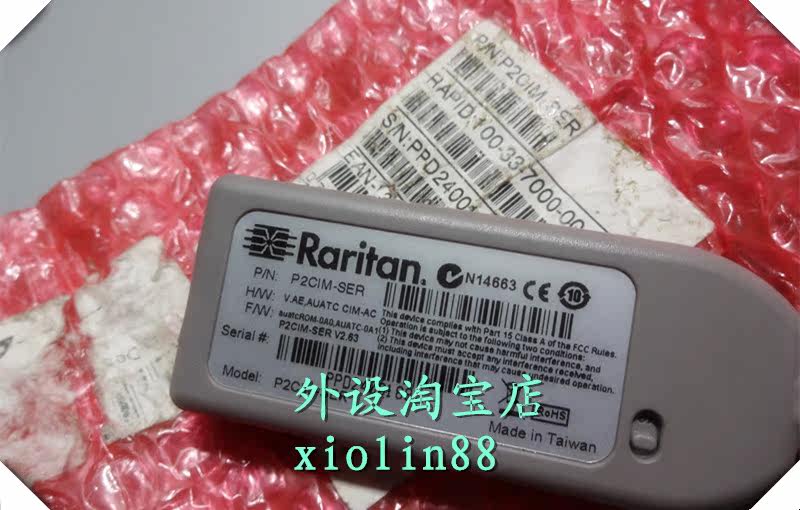 P/N:P2CIM-SER
RAPID:100-337000-00
S/N:PPD2400
EAN-
Raritan.
N14663
CE
10
P/N: P2CIM-SER
H/W: V.AE,AUATC CIM-AC
F/W: auatcROM-0A0,AUATC-0A1
P2CIM-SER V2.63
This device complies with Part 15 Class A of the FCC Rules.
Operation is subject to the following two conditions:
(1) This device may not cause harmful interference, and
(2) This device must accept any interference received,
including interference that may cause undesired operation.
Serial #:
PPD
Model: P2C
RoHS
Made in Taiwan
外设淘宝店
xiolin88